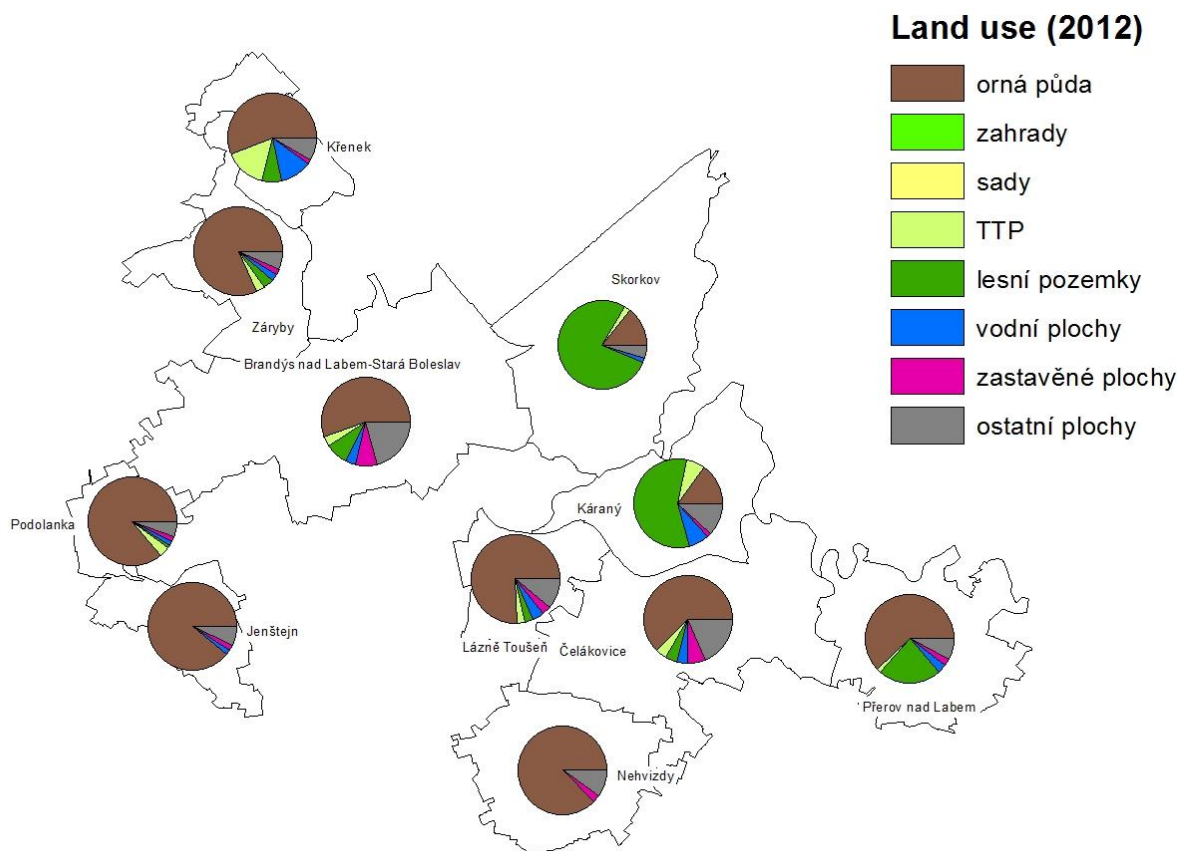 Land use (2012)
orná půda
zahrady
sady
TTP
lesní pozemky
vodní plochy
zastavěné plochy
ostatní plochy
Křenek
Skorkov
Záryby
Brandýs nad Labem-Stará Boleslav
Káraný
Podolanka
Jenštejn
Lázně Toušeň
Čelákovice
Přerov nad Labem
Nehvizdy